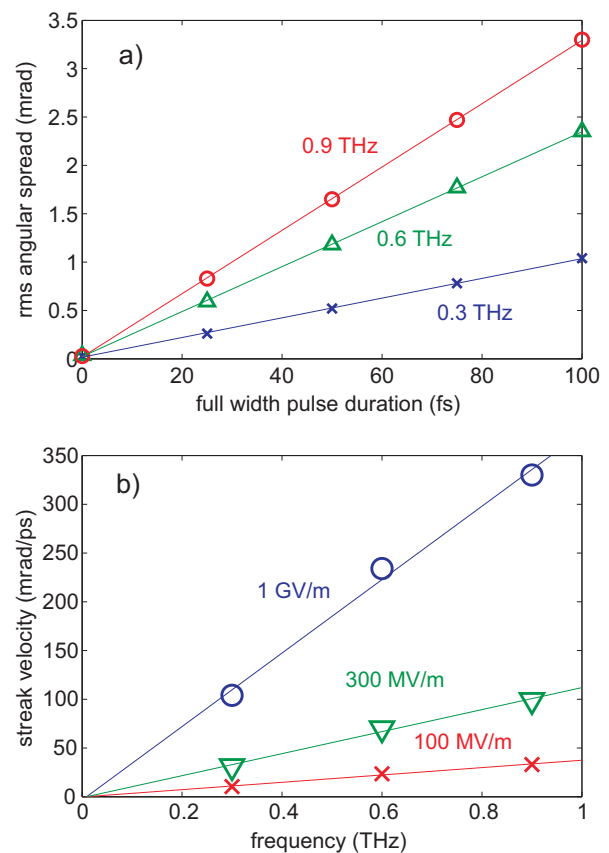 a)
3.5
3
2.5
2
1.5
1
0.5
0
rms angular spread (mrad)
0.9 THz
0.6 THz
0.3 THz
0 20 40 60 80 100
full width pulse duration (fs)
b)
350
300
250
200
150
100
50
0
streak velocity (mrad/ps)
1 GV/m
300 MV/m
100 MV/m
0 0.2 0.4 0.6 0.8 1
frequency (THz)